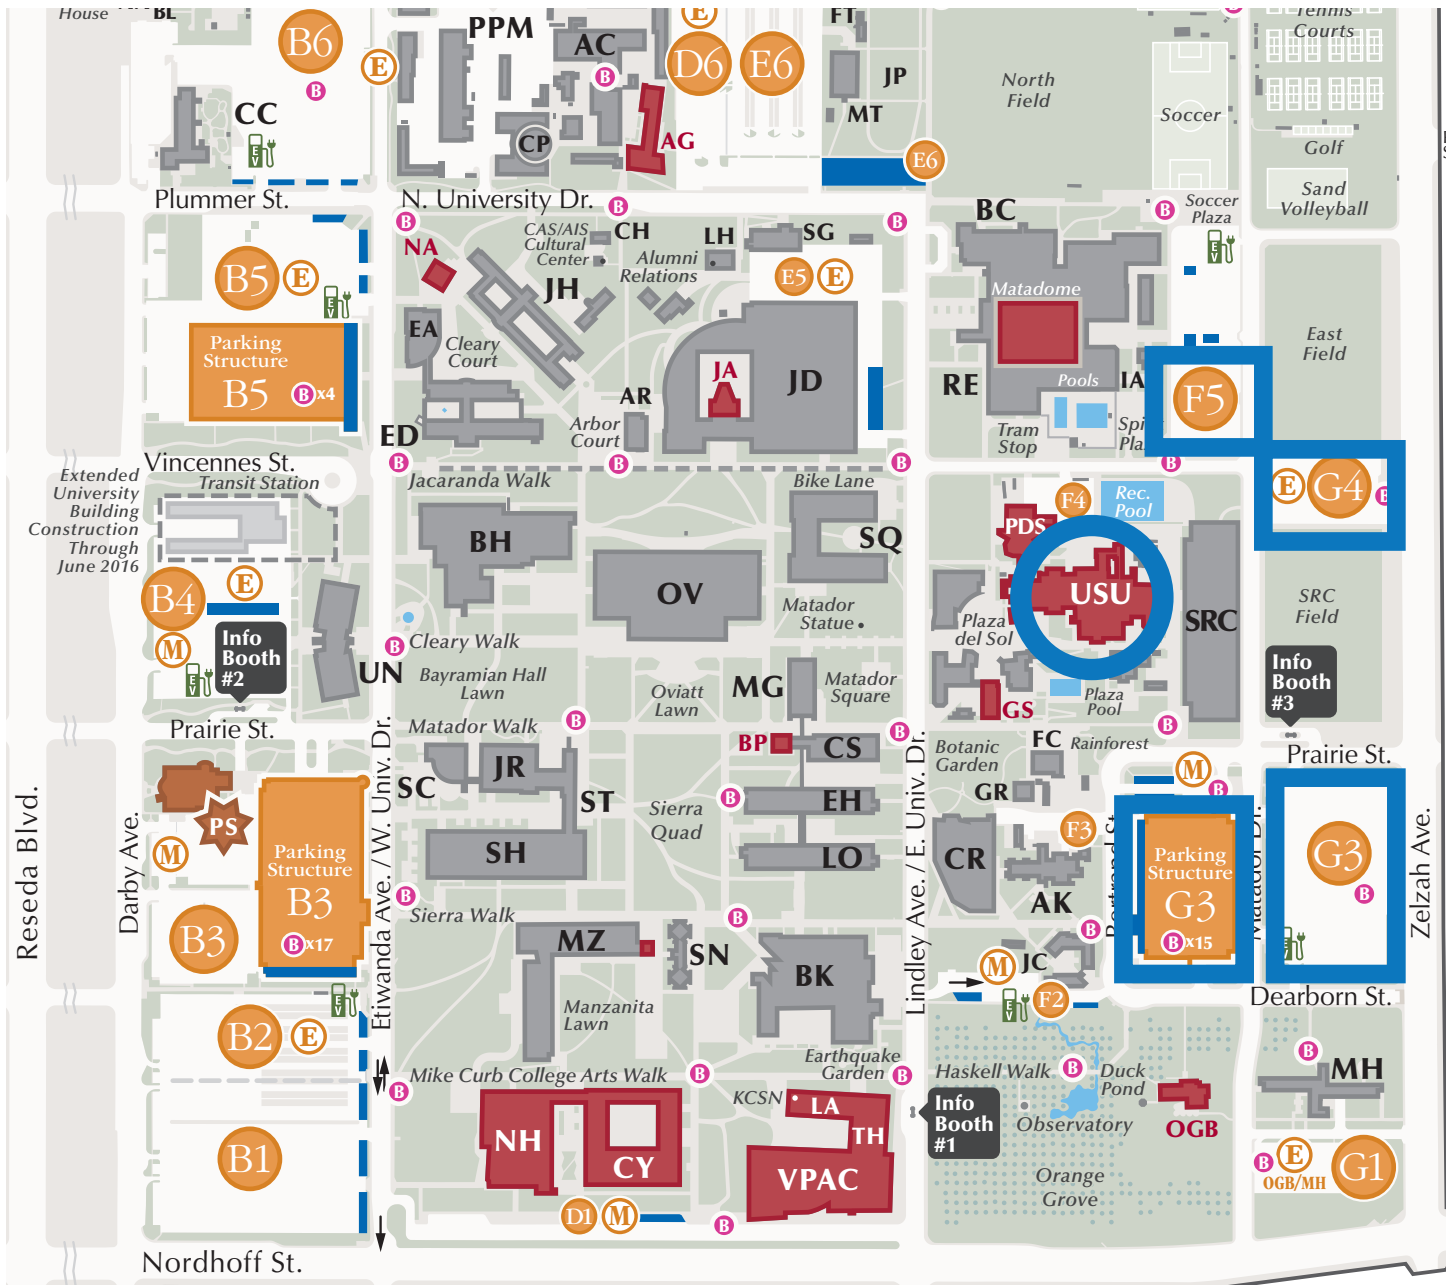 House
BL
B6
B
E
PPM
AC
B
E
D6
E6
FT
JP
MT
North
Field
Soccer
Tennis
Courts
Golf
CC
EV
CP
AG
E6
Sand
Volleyball
Plummer St.
N. University Dr.
B
B
B
BC
B
Soccer
Plaza
EV
NA
CAS/AIS
Cultural
Center
CH
LH
SG
Alumni
Relations
JH
E5
E
B5
E
EV
Matadome
EA
Cleary
Court
Parking
Structure
B5
B x4
JA
JD
East
Field
AR
RE
Pools
IA
F5
ED
Arbor
Court
Tram
Stop
Vincennes St.
B
B
B
B
Transit Station
Extended
University
Building
Construction
Through
June 2016
Jacaranda Walk
Bike Lane
E
G4
B
F4
Rec.
Pool
PDS
BH
SQ
OV
USU
SRC
SRC
Field
B4
E
M
Info
Booth
#2
EV
Matador
Statue
Plaza
del Sol
B
Cleary Walk
UN
Bayramian Hall
Lawn
Oviatt
Lawn
MG
Matador
Square
Info
Booth
#3
GS
Plaza
Pool
Prairie St.
Matador Walk
B
B
B
BP
CS
Botanic
Garden
FC
Rainforest
Prairie St.
M
B
SC
JR
ST
Sierra
Quad
B
EH
GR
F3
PS
M
Parking
Structure
B3
B x17
SH
LO
CR
AK
Parking
Structure
G3
B x15
G3
B
EV
Reseda Blvd.
Darby Ave.
Etiwanda Ave. / W. Univ. Dr.
Lindley Ave. / E. Univ. Dr.
Zelzah Ave.
B3
B
Sierra Walk
B
B
MZ
SN
BK
M
JC
EV
F2
Dearborn St.
EV
B2
E
Manzanita
Lawn
Earthquake
Garden
B
Mike Curb College Arts Walk
B
B
Haskell Walk
B
Duck
Pond
B
MH
KCSN
LA
Info
Booth
#1
Observatory
OGB
TH
NH
CY
VPAC
B1
Orange
Grove
B
E
OGB/MH
G1
D1
M
B
Nordhoff St.